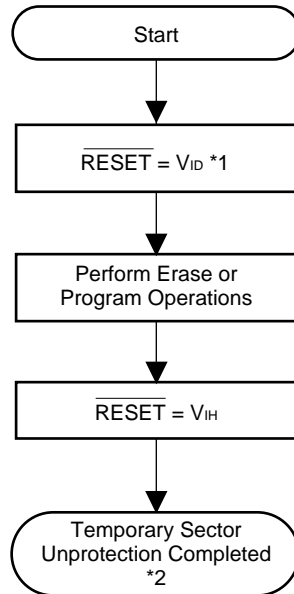 Start
RESET = VID *1
Perform Erase or
Program Operations
RESET = VIH
Temporary Sector
Unprotection Completed
*2